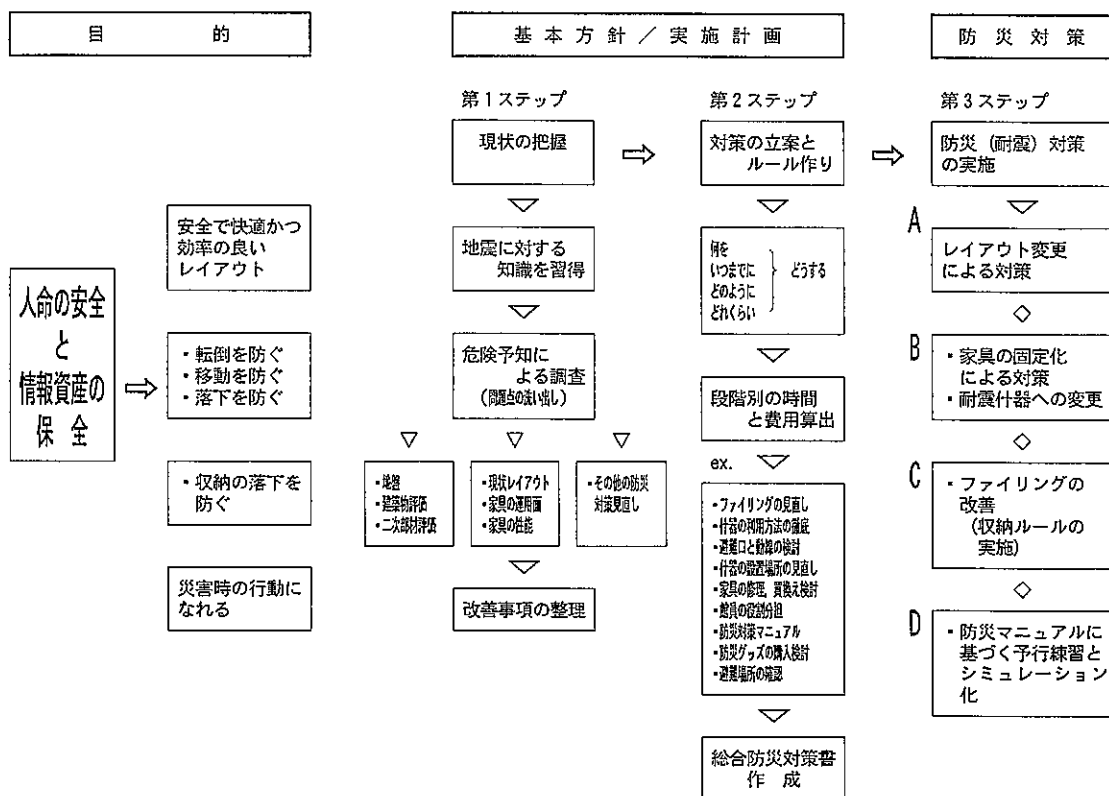 目的
基本方針／実施計画
防災対策
人命の安全
と
情報資産の
保全
安全で快適かつ
効率の良い
レイアウト
・転倒を防ぐ
・移動を防ぐ
・落下を防ぐ
・収納の落下を
防ぐ
災害時の行動に
なれる
第1ステップ
現状の把握
地震に対する
知識を習得
危険予知に
よる調査
(問題点の洗い出し)
・地盤
・建築物評価
・二次部材評価
・現状レイアウト
・家具の運用面
・家具の性能
・その他の防災
対策見直し
改善事項の整理
第2ステップ
対策の立案と
ルール作り
何を
いつまでに
どのように
どれくらい
どうする
段階別の時間
と費用算出
ex.
・ファイリングの見直し
・什器の利用方法の徹底
・避難口と動線の検討
・什器の設置場所の見直し
・家具の修理、買換え検討
・館員の役割分担
・防災対策マニュアル
・防災グッズの購入検討
・避難場所の確認
総合防災対策書
作成
第3ステップ
防災（耐震）対策
の実施
A
レイアウト変更
による対策
B
・家具の固定化
による対策
・耐震什器への変更
C
・ファイリングの
改善
（収納ルールの
実施）
D
・防災マニュアルに
基づく予行練習と
シミュレーション
化